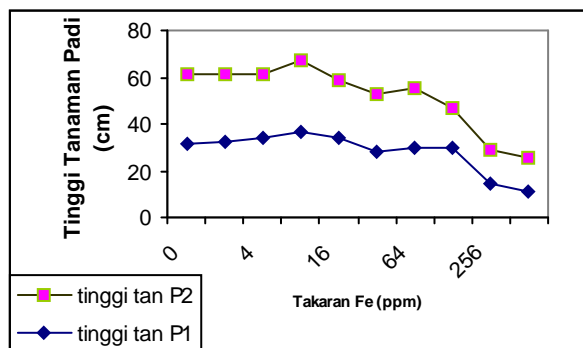 Tinggi Tanaman Padi
(cm)
80
60
40
20
0
0
4
16
64
256
Takaran Fe (ppm)
tinggi tan P2
tinggi tan P1